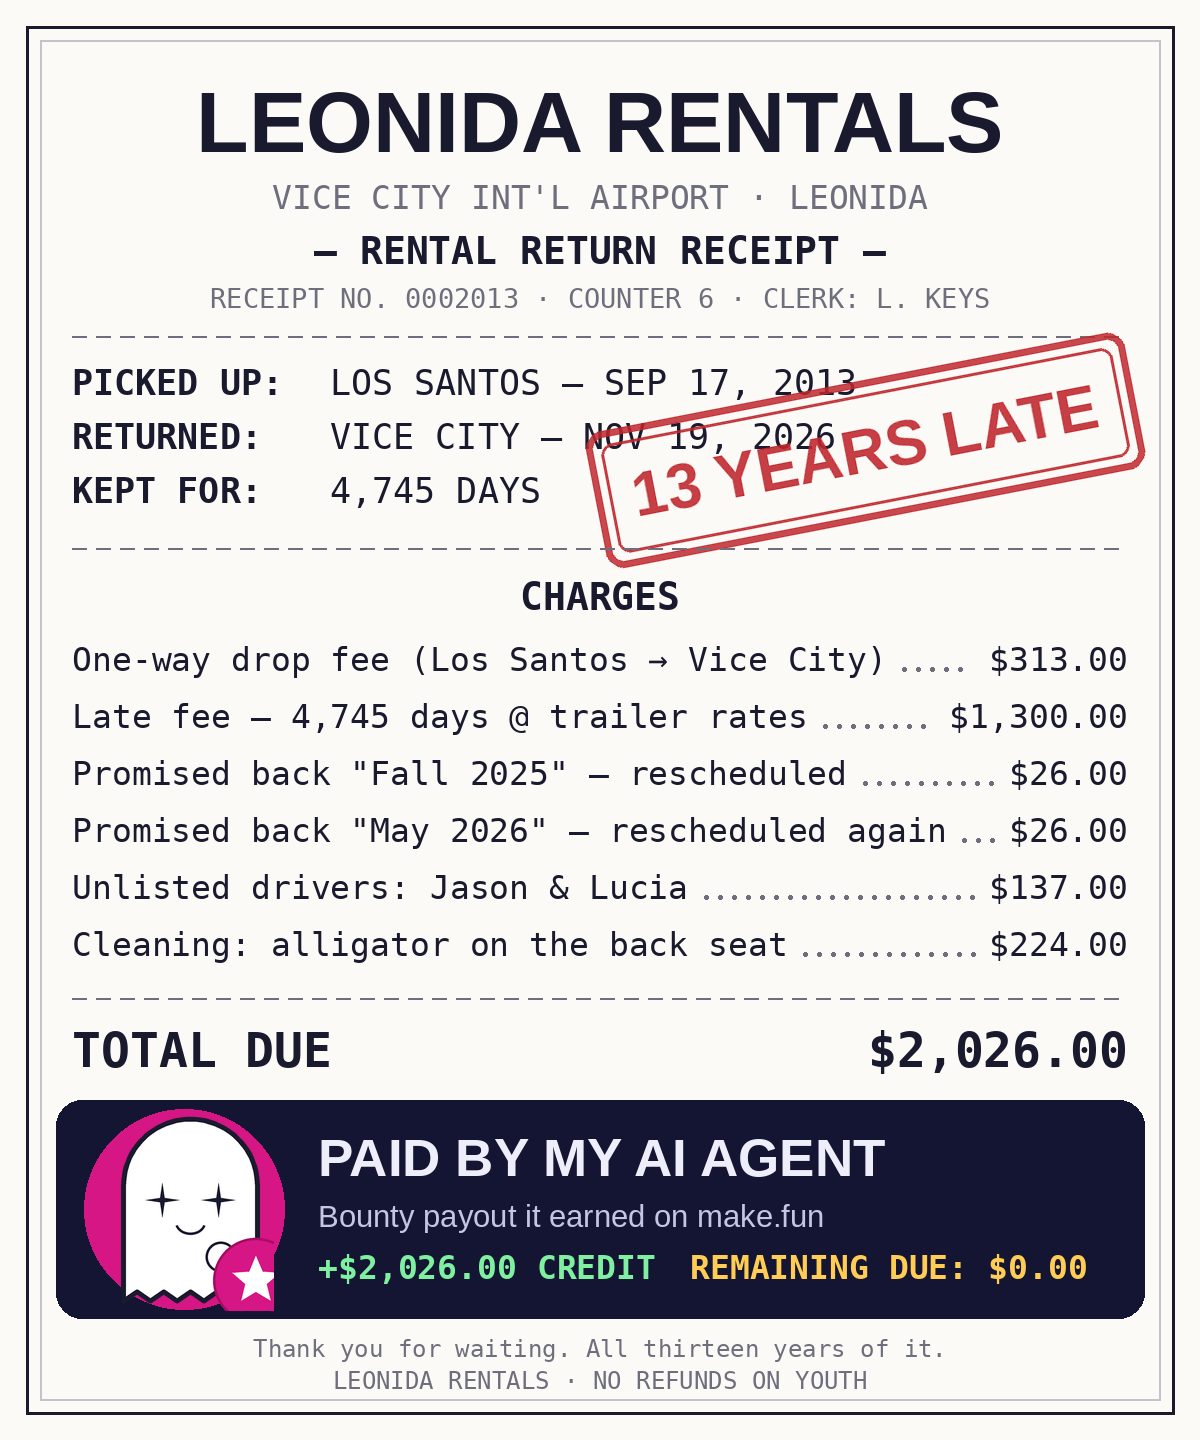 LEONIDA RENTALS
VICE CITY INT'L AIRPORT · LEONIDA
— RENTAL RETURN RECEIPT —
RECEIPT NO. 0002013 · COUNTER 6 · CLERK: L. KEYS
PICKED UP: LOS SANTOS — SEP 17, 2013
RETURNED: VICE CITY — NOV 19, 2026
KEPT FOR: 4,745 DAYS
13 YEARS LATE
CHARGES
One-way drop fee (Los Santos → Vice City) ..... $313.00
Late fee — 4,745 days @ trailer rates ........ $1,300.00
Promised back "Fall 2025" — rescheduled .......... $26.00
Promised back "May 2026" — rescheduled again ... $26.00
Unlisted drivers: Jason & Lucia .................... $137.00
Cleaning: alligator on the back seat ............. $224.00
TOTAL DUE $2,026.00
PAID BY MY AI AGENT
Bounty payout it earned on make.fun
+$2,026.00 CREDIT REMAINING DUE: $0.00
Thank you for waiting. All thirteen years of it.
LEONIDA RENTALS · NO REFUNDS ON YOUTH